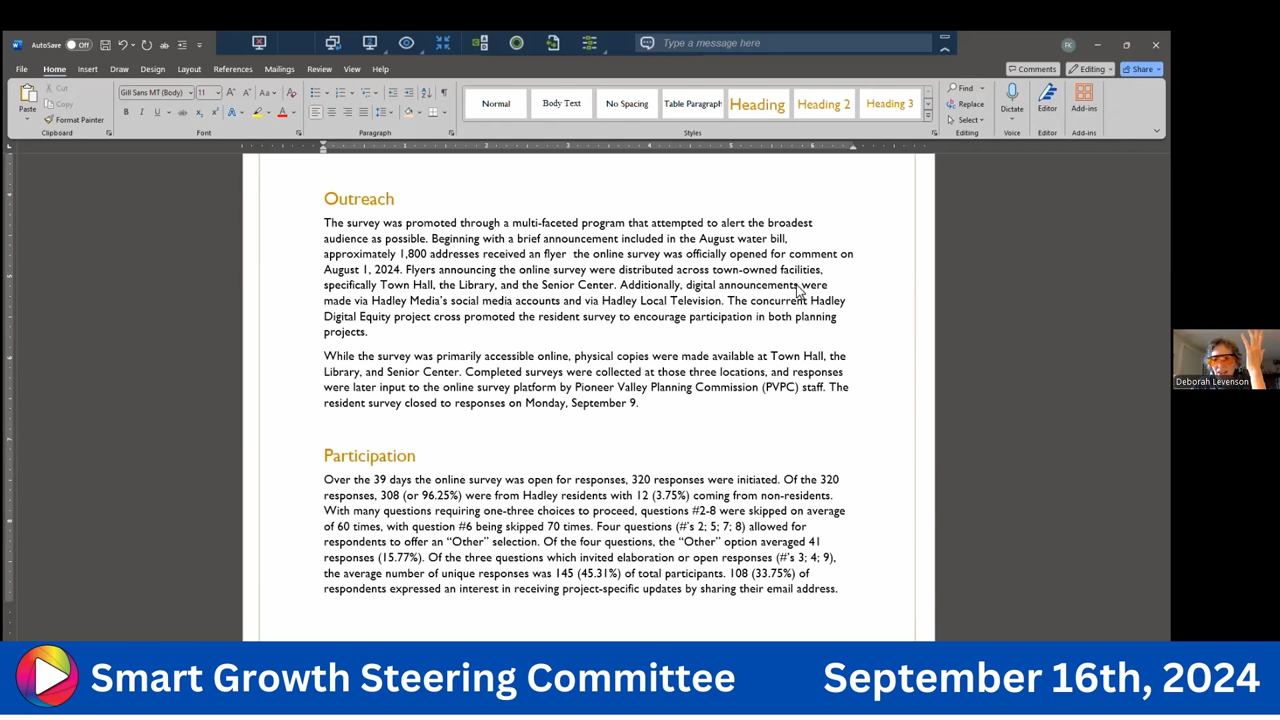 AutoSave Off
Type a message here
FK
File Home Insert Draw Design Layout References Mailings Review View Help
Comments Editing Share
Paste
Cut
Copy
Format Painter
Clipboard
Gill Sans MT (Body) 11
Font
Paragraph
Normal Body Text No Spacing Table Paragraph Heading Heading 2 Heading 3
Styles
Find
Replace
Select
Editing
Dictate
Voice
Editor
Editor
Add-ins
Add-ins
1 2 3 4 5 6
Outreach
The survey was promoted through a multi-faceted program that attempted to alert the broadest
audience as possible. Beginning with a brief announcement included in the August water bill,
approximately 1,800 addresses received an flyer the online survey was officially opened for comment on
August 1, 2024. Flyers announcing the online survey were distributed across town-owned facilities,
specifically Town Hall, the Library, and the Senior Center. Additionally, digital announcements were
made via Hadley Media's social media accounts and via Hadley Local Television. The concurrent Hadley
Digital Equity project cross promoted the resident survey to encourage participation in both planning
projects.
While the survey was primarily accessible online, physical copies were made available at Town Hall, the
Library, and Senior Center. Completed surveys were collected at those three locations, and responses
were later input to the online survey platform by Pioneer Valley Planning Commission (PVPC) staff. The
resident survey closed to responses on Monday, September 9.
Participation
Over the 39 days the online survey was open for responses, 320 responses were initiated. Of the 320
responses, 308 (or 96.25%) were from Hadley residents with 12 (3.75%) coming from non-residents.
With many questions requiring one-three choices to proceed, questions #2-8 were skipped on average
of 60 times, with question #6 being skipped 70 times. Four questions (#'s 2; 5; 7; 8) allowed for
respondents to offer an “Other” selection. Of the four questions, the “Other” option averaged 41
responses (15.77%). Of the three questions which invited elaboration or open responses (#'s 3; 4; 9),
the average number of unique responses was 145 (45.31%) of total participants. 108 (33.75%) of
respondents expressed an interest in receiving project-specific updates by sharing their email address.
Deborah Levenson
Smart Growth Steering Committee September 16th, 2024